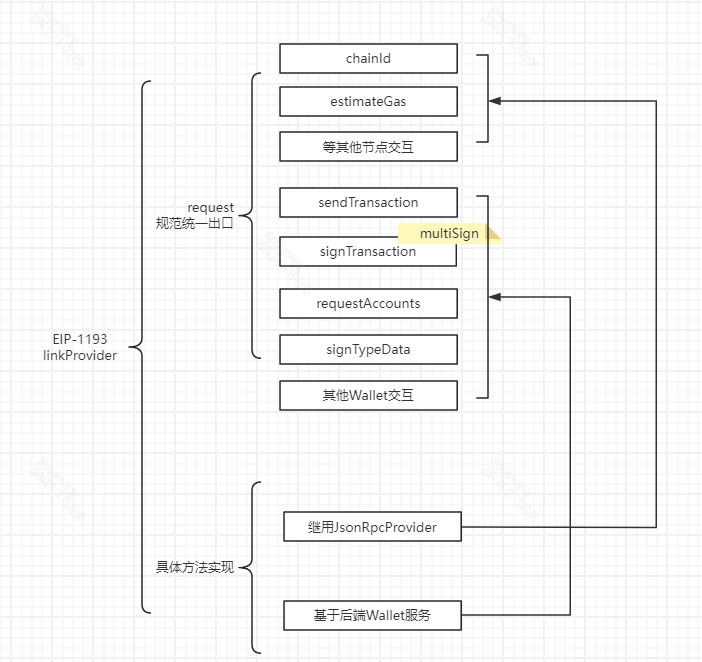 chainId
estimateGas
等其他节点交互
request
规范统一出口
sendTransaction
multiSign
signTransaction
requestAccounts
signTypeData
其他Wallet交互
EIP-1193
linkProvider
具体方法实现
继用JsonRpcProvider
基于后端Wallet服务